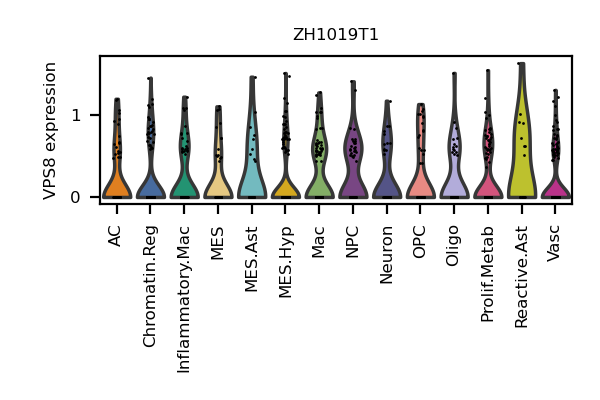 ZH1019T1
VPS8 expression
1
0
AC
Chromatin.Reg
Inflammatory.Mac
MES
MES.Ast
MES.Hyp
Mac
NPC
Neuron
OPC
Oligo
Prolif.Metab
Reactive.Ast
Vasc